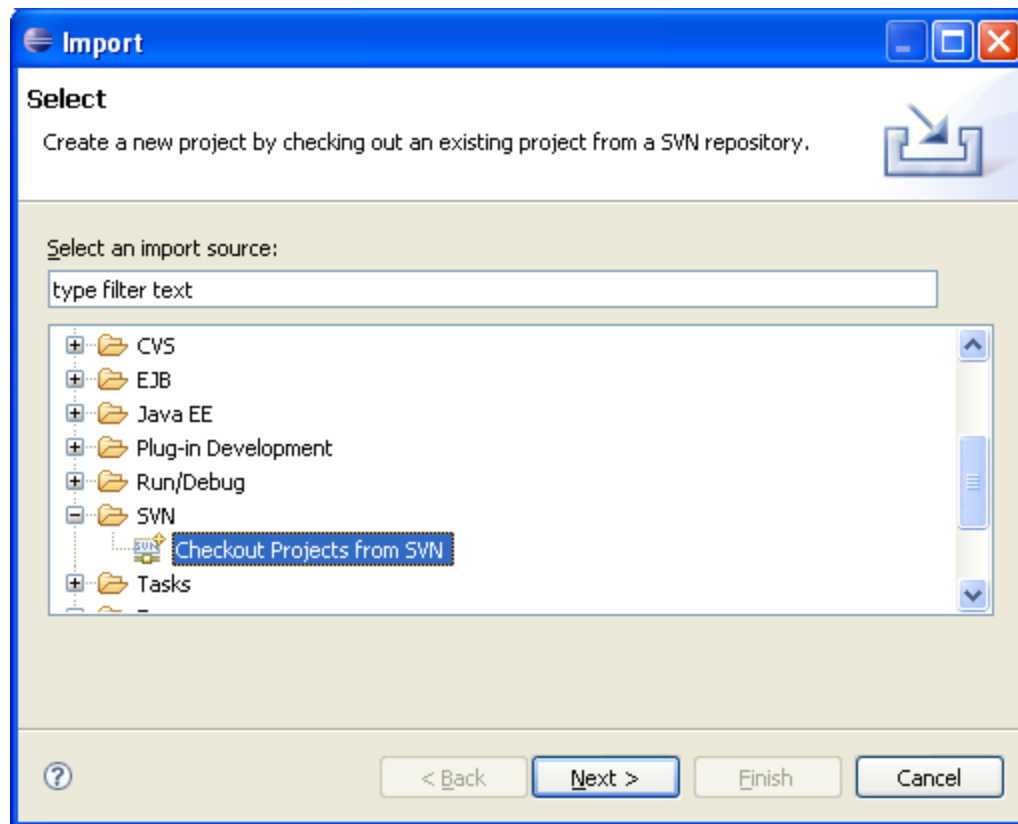 Import
Select
Create a new project by checking out an existing project from a SVN repository.
Select an import source:
type filter text
CVS
EJB
Java EE
Plug-in Development
Run/Debug
SVN
SVN Checkout Projects from SVN
Tasks
? < Back Next > Finish Cancel